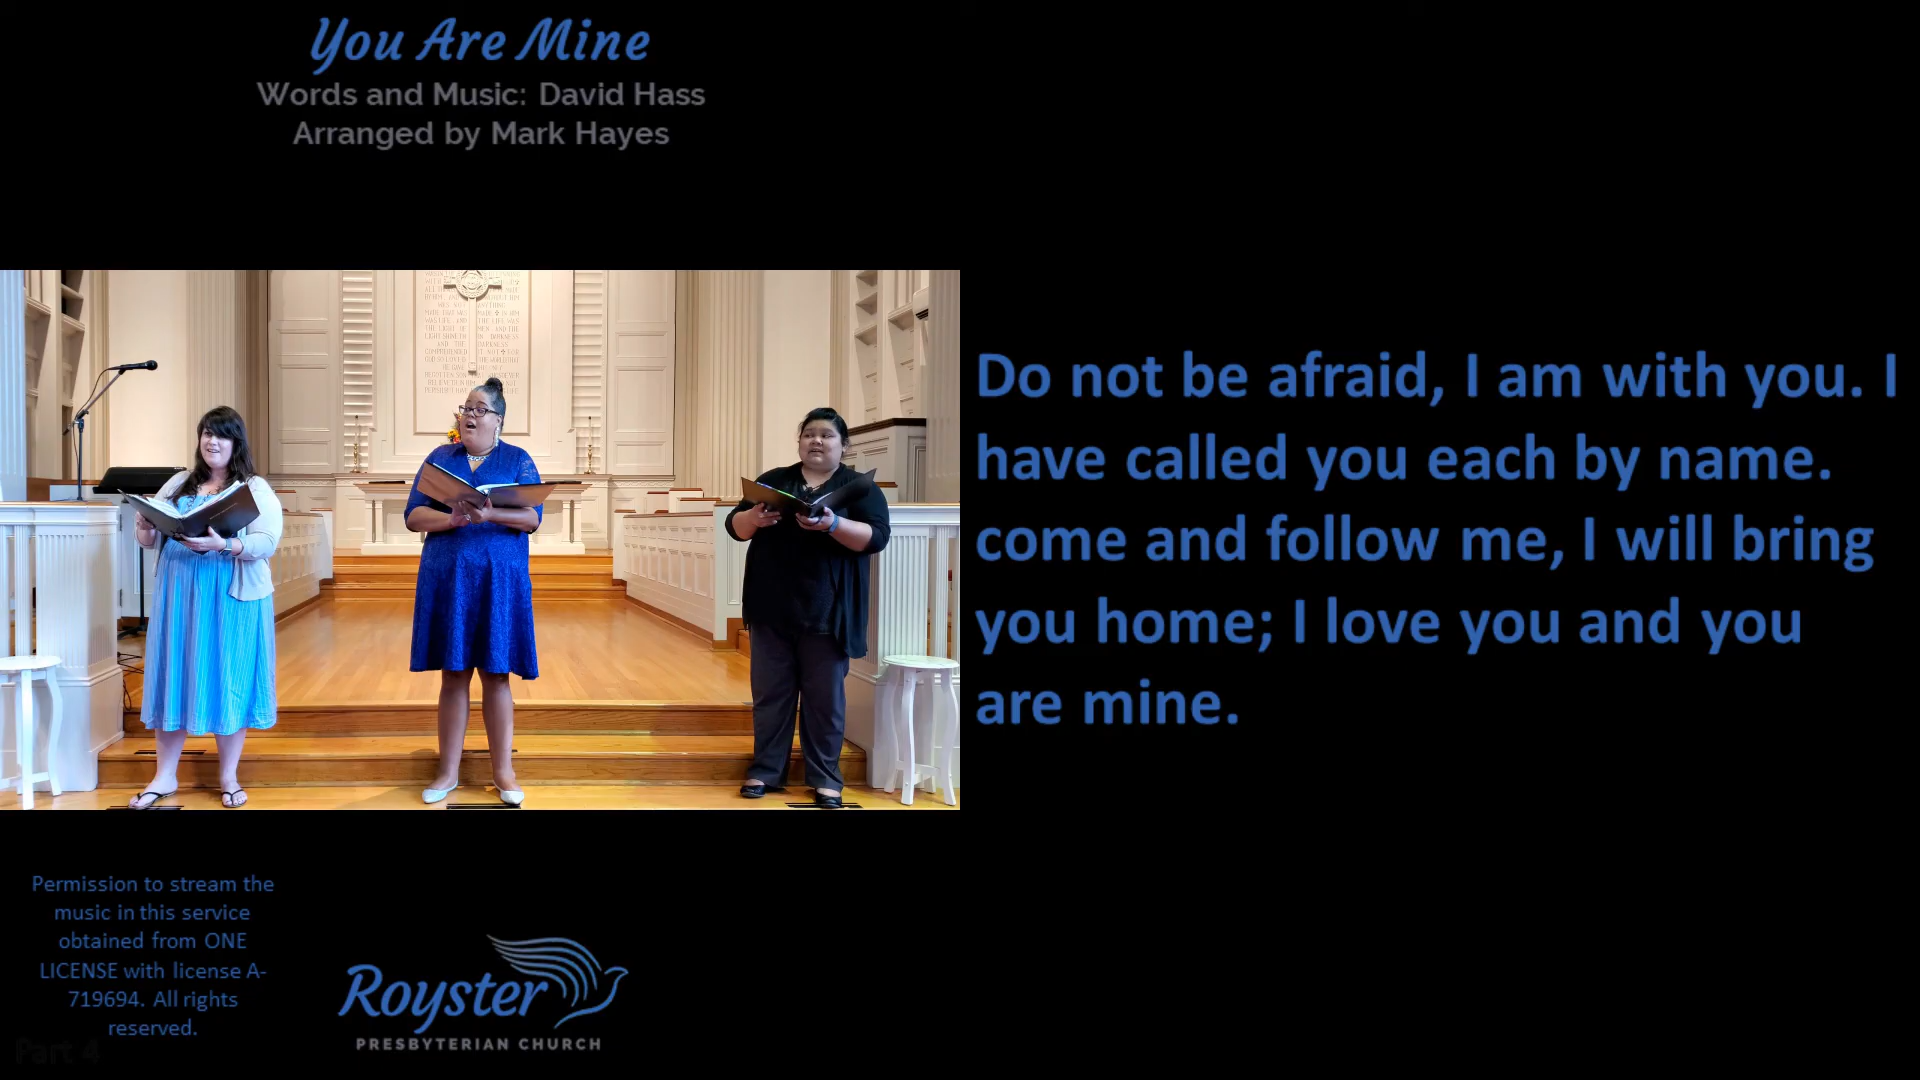 You Are Mine
Words and Music: David Hass
Arranged by Mark Hayes
Do not be afraid, I am with you. I
have called you each by name.
come and follow me, I will bring
you home; I love you and you
are mine.
Permission to stream the
music in this service
obtained from ONE
LICENSE with license A-
719694. All rights
reserved.
Part 4
Royster
PRESBYTERIAN CHURCH